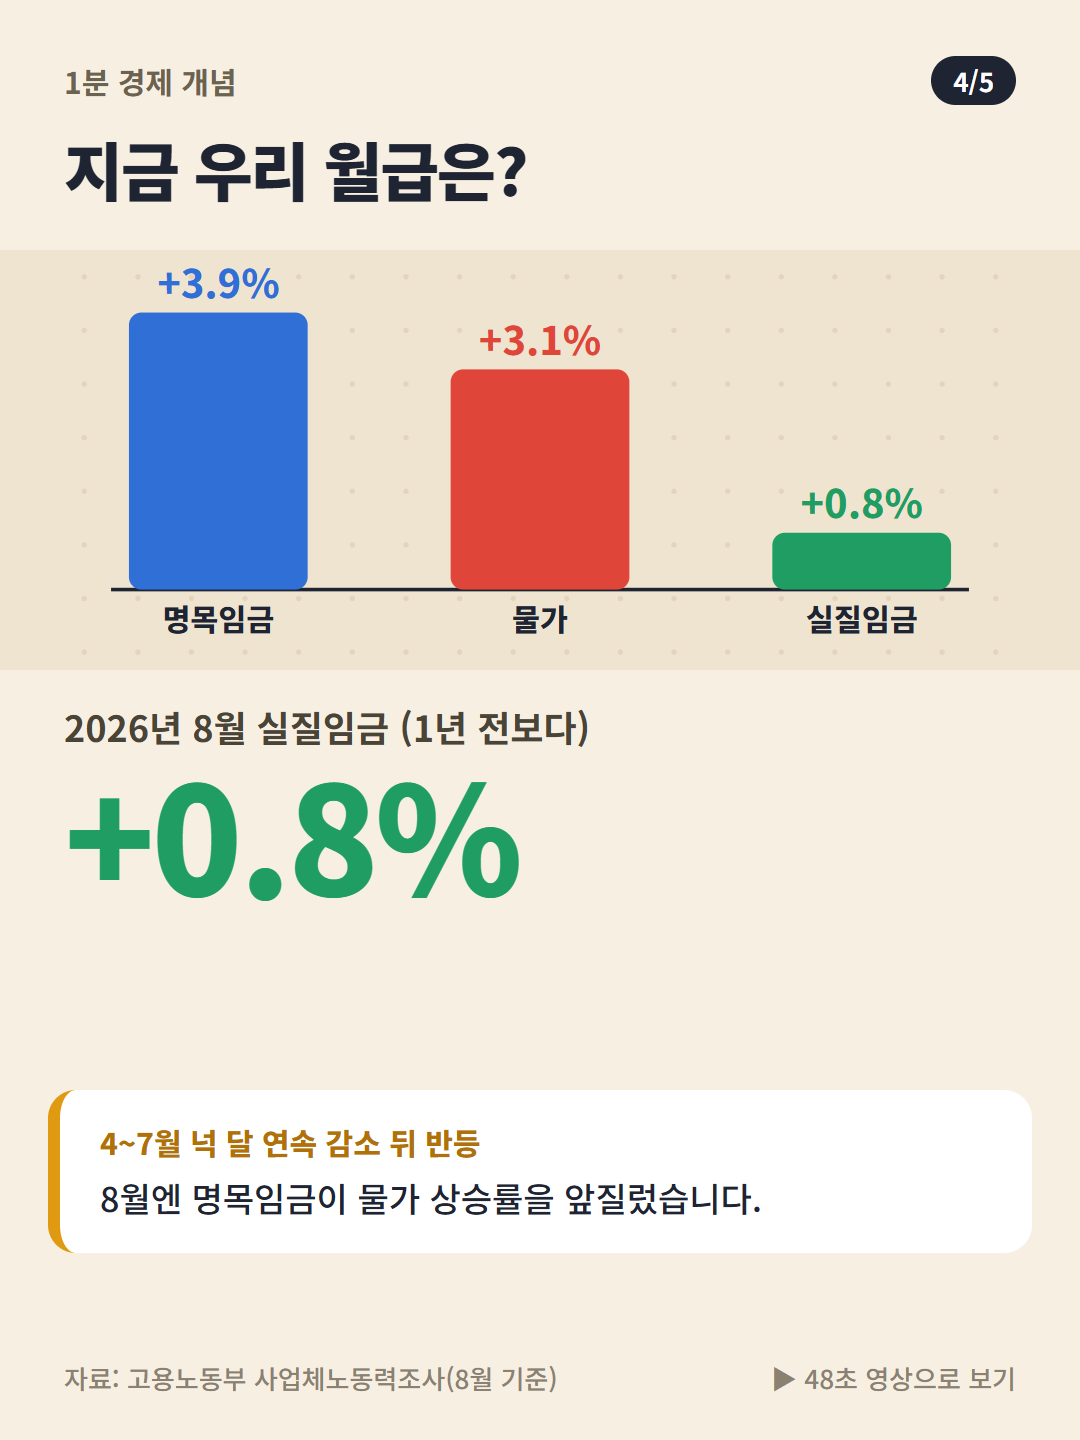 1분 경제 개념
4/5
지금 우리 월급은?
+3.9%
+3.1%
+0.8%
명목임금
물가
실질임금
2026년 8월 실질임금 (1년 전보다)
+0.8%
4~7월 넉 달 연속 감소 뒤 반등
8월엔 명목임금이 물가 상승률을 앞질렀습니다.
자료: 고용노동부 사업체노동력조사(8월 기준)
▶ 48초 영상으로 보기